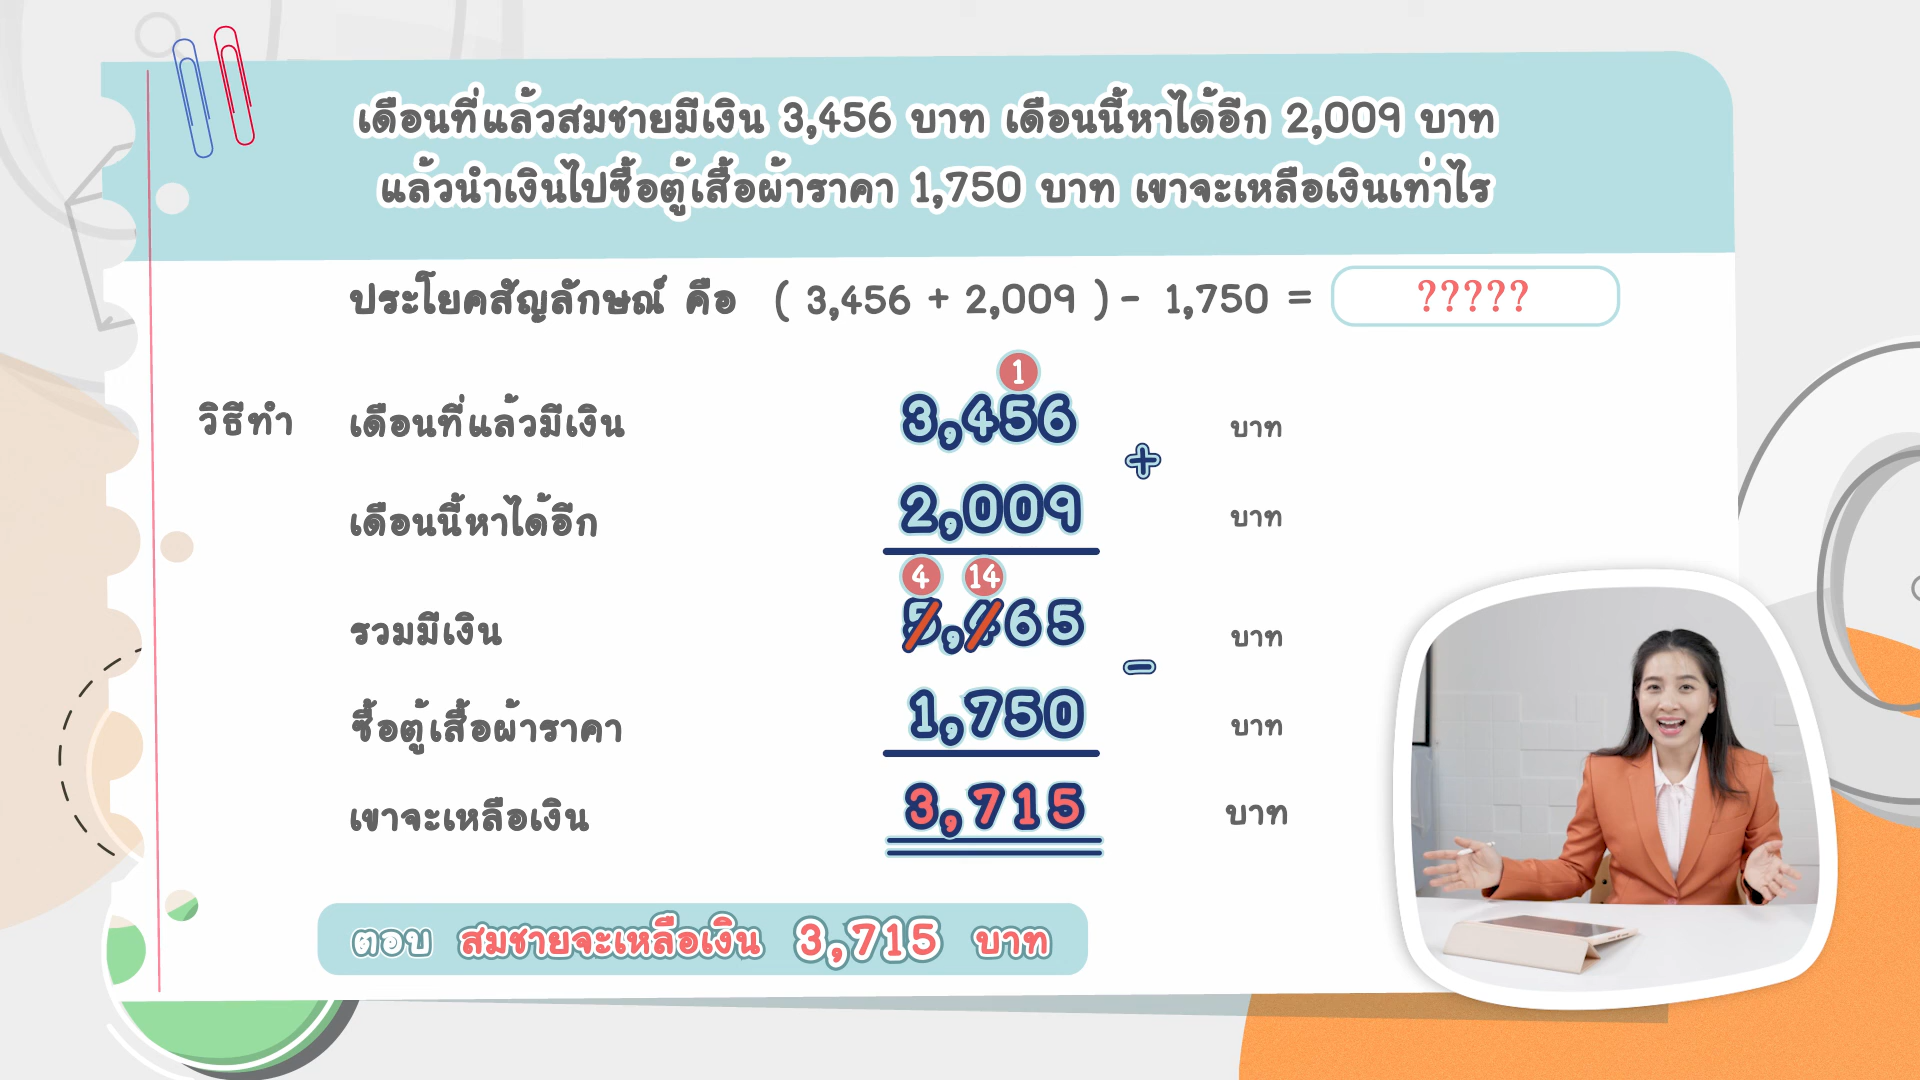 เดือนที่แล้วสมชายมีเงิน 3,456 บาท เดือนนี้หาได้อีก 2,009 บาท
แล้วนำเงินไปซื้อตู้เสื้อผ้าราคา 1,750 บาท เขาจะเหลือเงินเท่าไร
ประโยคสัญลักษณ์ คือ ( 3,456 + 2,009 ) - 1,750 = ?????
1
วิธีทำ เดือนที่แล้วมีเงิน 3,456 บาท
+
เดือนนี้หาได้อีก 2,009 บาท
4 14
รวมมีเงิน 5,465 บาท
-
ซื้อตู้เสื้อผ้าราคา 1,750 บาท
เขาจะเหลือเงิน 3,715 บาท
ตอบ สมชายจะเหลือเงิน 3,715 บาท